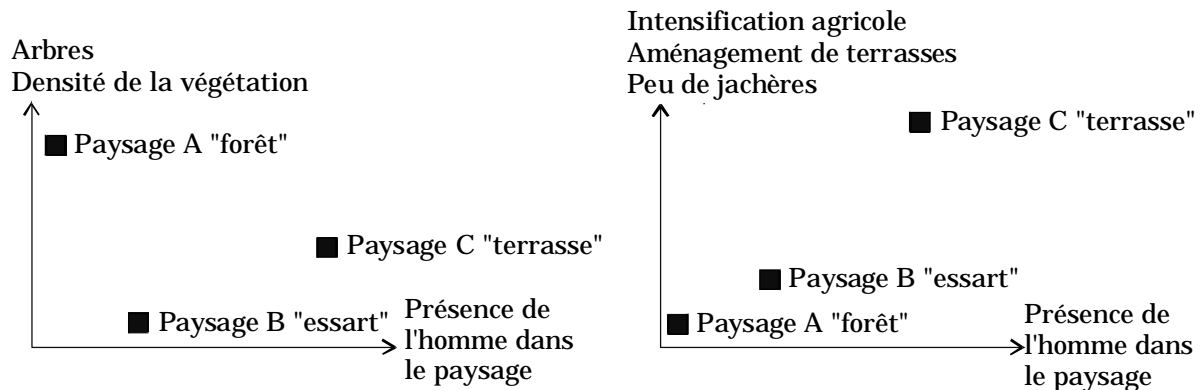 Arbres
Densité de la végétation
Paysage A "forêt"
Paysage C "terrasse"
Paysage B "essart"
Présence de
l'homme dans
le paysage
Intensification agricole
Aménagement de terrasses
Peu de jachères
Paysage C "terrasse"
Paysage B "essart"
Paysage A "forêt"
Présence de
l'homme dans
le paysage